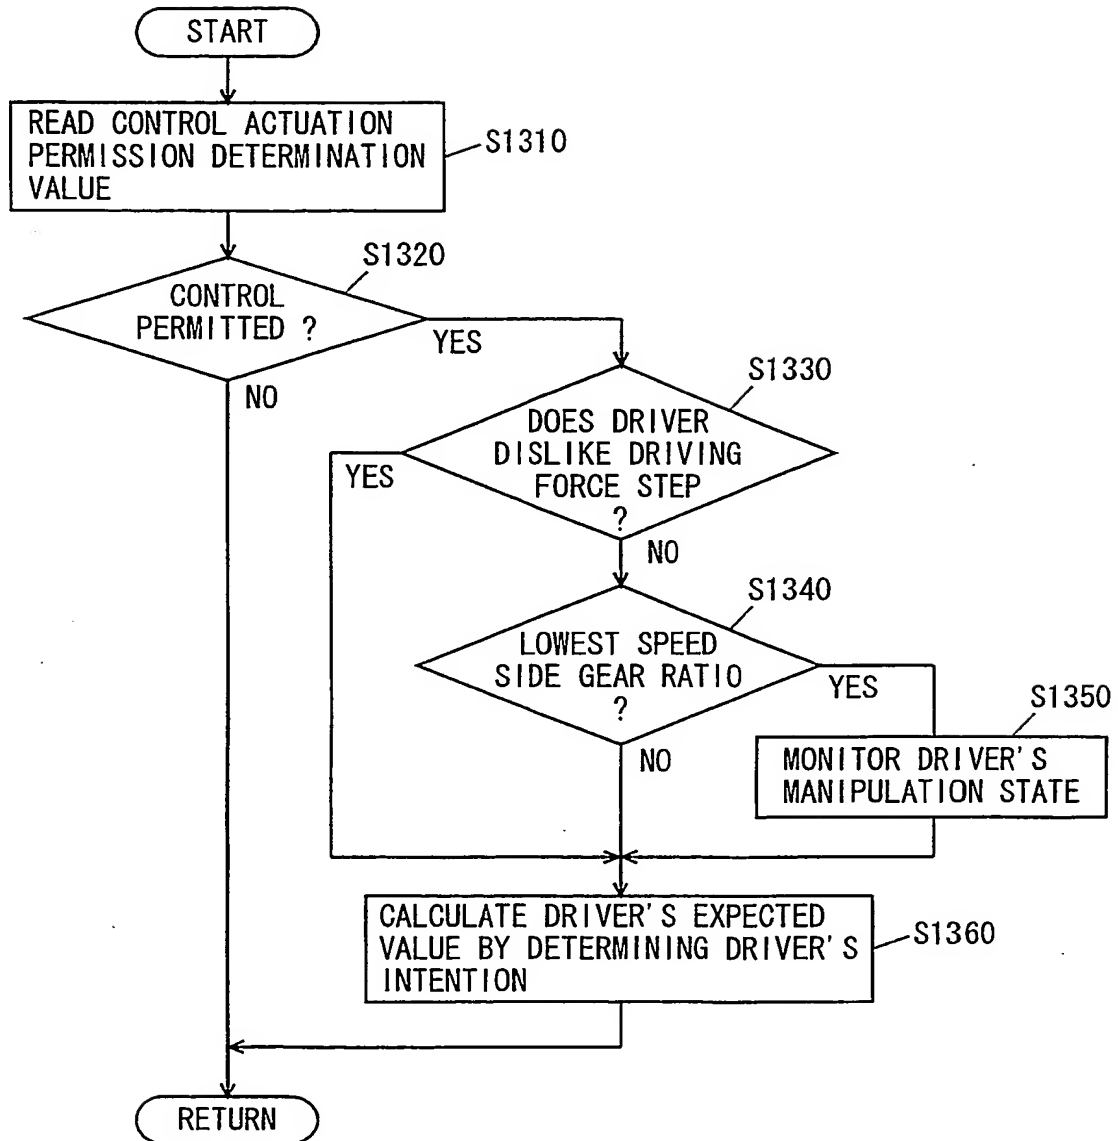 START
READ CONTROL ACTUATION
PERMISSION DETERMINATION
VALUE
S1310
S1320
CONTROL
PERMITTED ?
YES
NO
S1330
DOES DRIVER
DISLIKE DRIVING
FORCE STEP
?
YES
NO
S1340
LOWEST SPEED
SIDE GEAR RATIO
?
YES
NO
S1350
MONITOR DRIVER'S
MANIPULATION STATE
CALCULATE DRIVER'S EXPECTED
VALUE BY DETERMINING DRIVER'S
INTENTION
S1360
RETURN